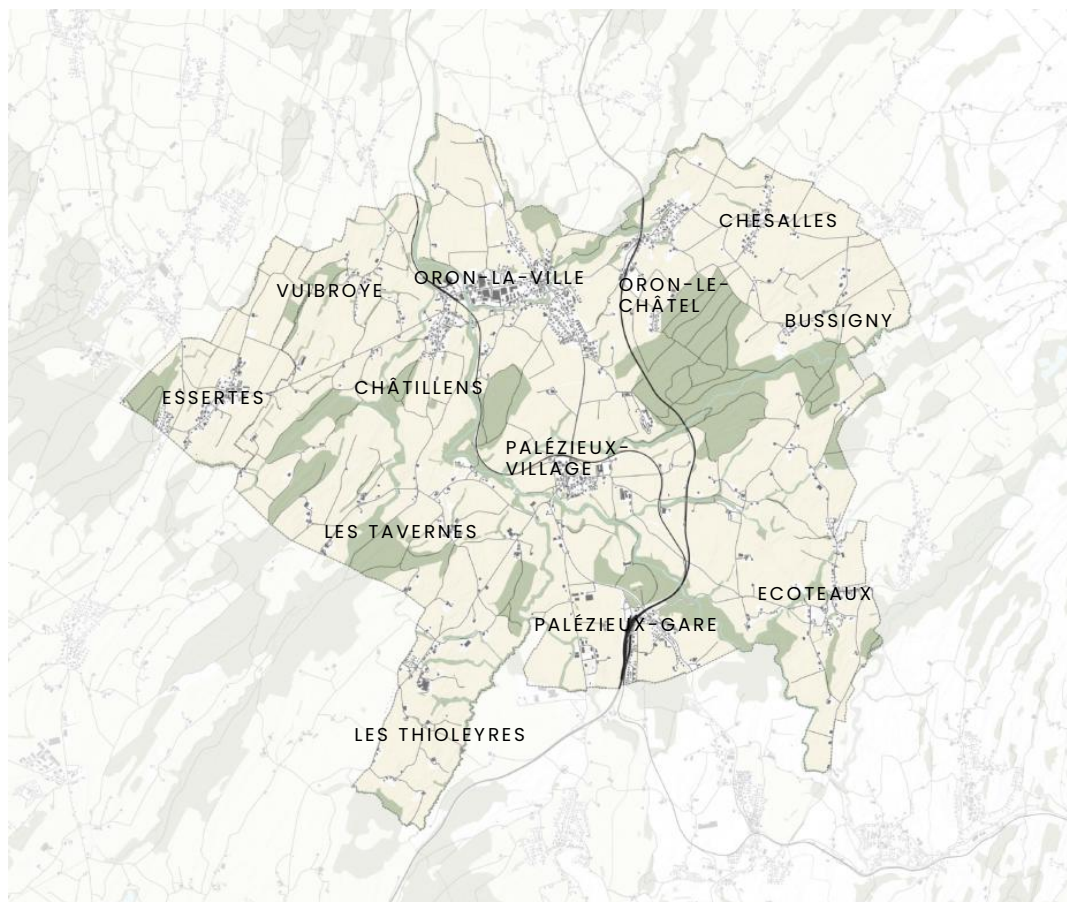 CHESALLES
ORON-LA-VILLE
ORON-LE-
CHÂTEL
VUIBROYE
BUSSIGNY
CHÂTILLENS
ESSERTES
PALÉZIEUX-
VILLAGE
LES TAVERNES
ECOTEAUX
PALÉZIEUX-GARE
LES THIOLEYRES